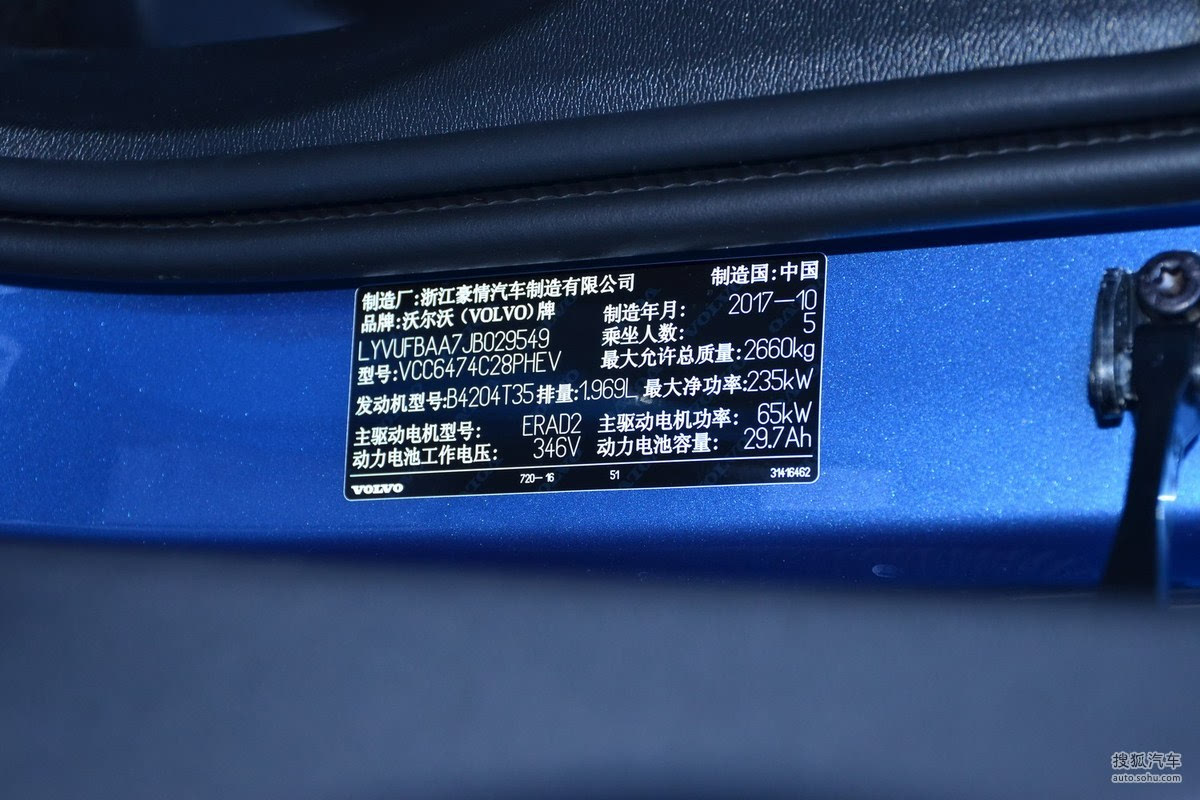 制造厂:浙江豪情汽车制造有限公司 制造国:中国
品牌:沃尔沃（VOLVO）牌 制造年月: 2017-10
LYVUFBAA7JB029549 乘坐人数: 5
型号:VCC6474C28PHEV 最大允许总质量:2660kg
发动机型号:B4204T35 排量:1.969L 最大净功率:235kW
主驱动电机型号: ERAD2 主驱动电机功率: 65kW
动力电池工作电压: 346V 动力电池容量: 29.7Ah
VOLVO 720-16 51 31416462
搜狐汽车
auto.sohu.com